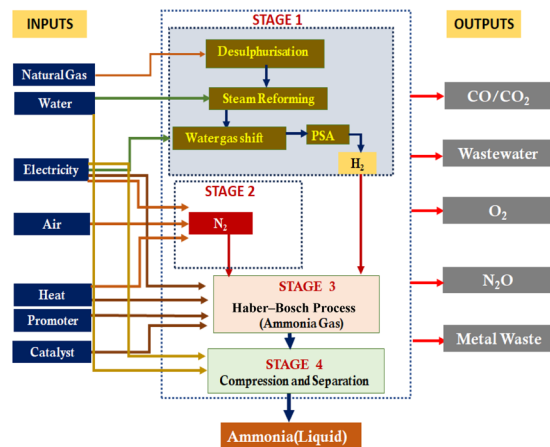 INPUTS
STAGE 1
OUTPUTS
Desulphurisation
Natural Gas
Water
Steam Reforming
CO/CO₂
Water gas shift
PSA
Wastewater
H₂
Electricity
STAGE 2
Air
N₂
O₂
N₂O
STAGE 3
Haber–Bosch Process
(Ammonia Gas)
Heat
Promoter
Catalyst
Metal Waste
STAGE 4
Compression and Separation
Ammonia(Liquid)